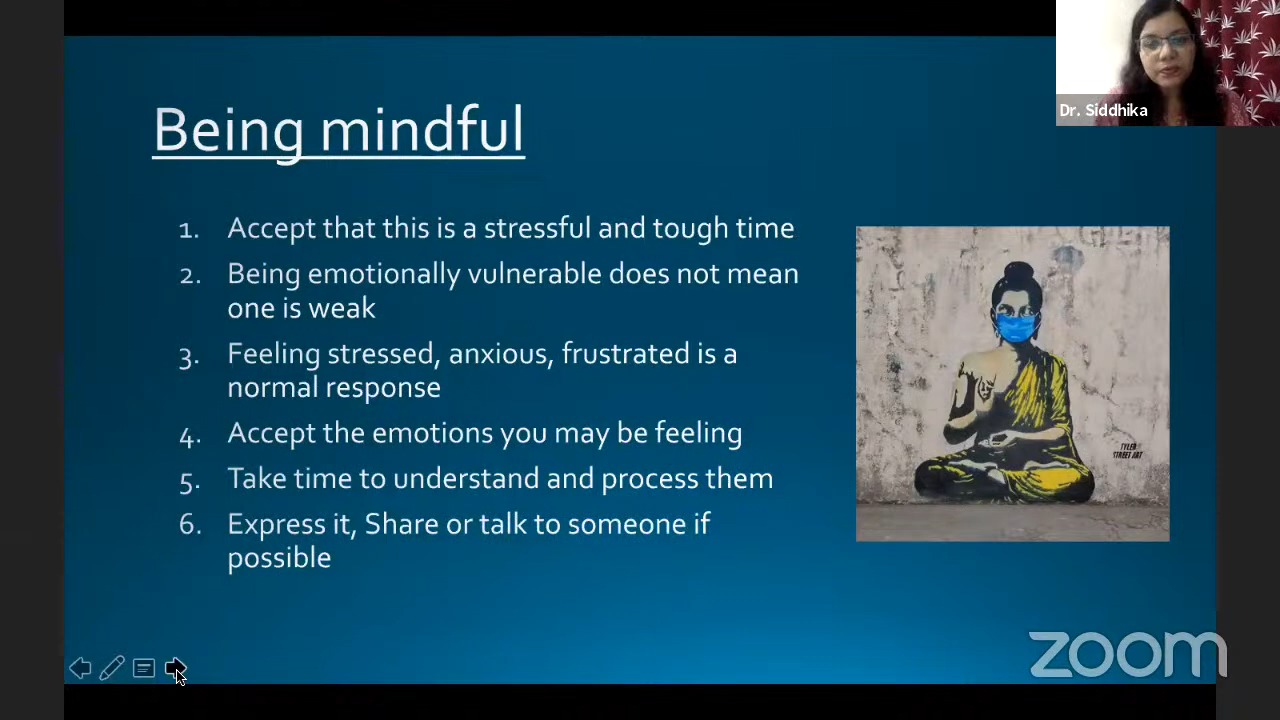 Dr. Siddhika
Being mindful
1. Accept that this is a stressful and tough time
2. Being emotionally vulnerable does not mean
one is weak
3. Feeling stressed, anxious, frustrated is a
normal response
4. Accept the emotions you may be feeling
5. Take time to understand and process them
6. Express it, Share or talk to someone if
possible
TYLER
STREET ART
zoom